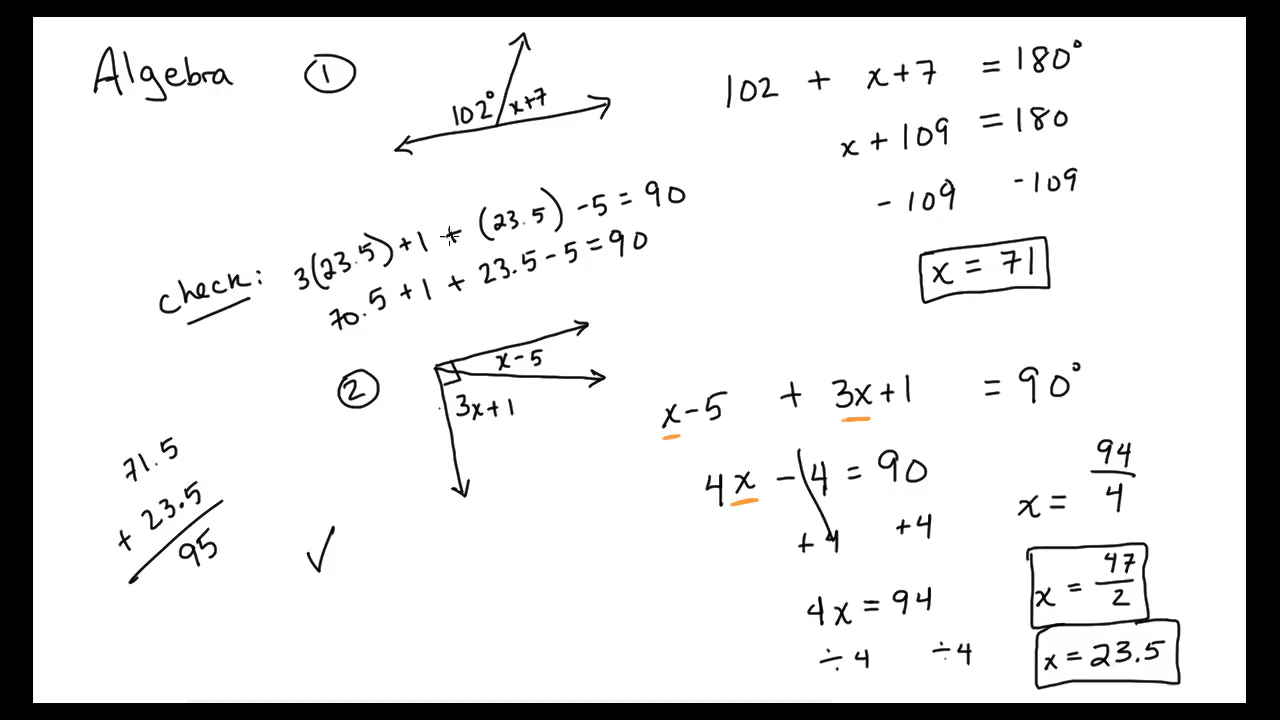 Algebra ①
102° x+7
102 + x+7 = 180°
x + 109 = 180
- 109 -109
x = 71
check: 3(23.5)+1 + (23.5) -5 = 90
70.5 +1 + 23.5-5 = 90
②
x-5
3x+1
x-5 + 3x+1 = 90°
4x - 4 = 90
+ 4 +4
4x = 94
÷4 ÷4
x = 94/4
x = 47/2
x = 23.5
71.5
+ 23.5
95 ✓